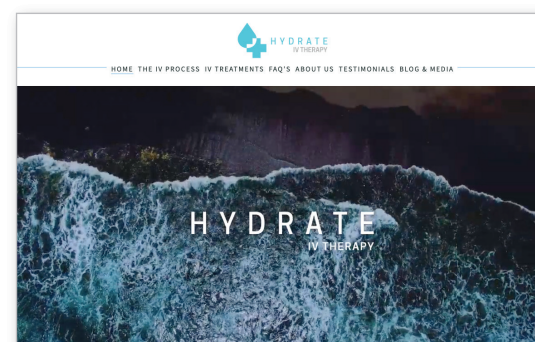 HYDRATE
IV THERAPY
HOME THE IV PROCESS IV TREATMENTS FAQ'S ABOUT US TESTIMONIALS BLOG & MEDIA
HYDRATE
IV THERAPY